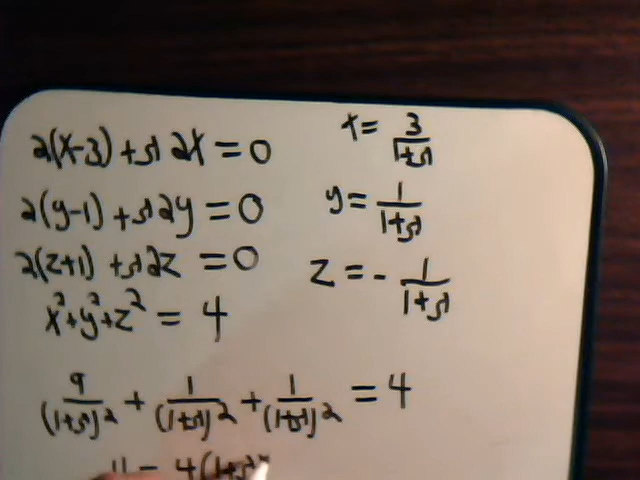 2(x-3) + λ 2x = 0
2(y-1) + λ 2y = 0
2(z+1) + λ 2z = 0
x² + y² + z² = 4
x = 3/(1+λ)
y = 1/(1+λ)
z = - 1/(1+λ)
9/(1+λ)² + 1/(1+λ)² + 1/(1+λ)² = 4
11 = 4(1+λ)²